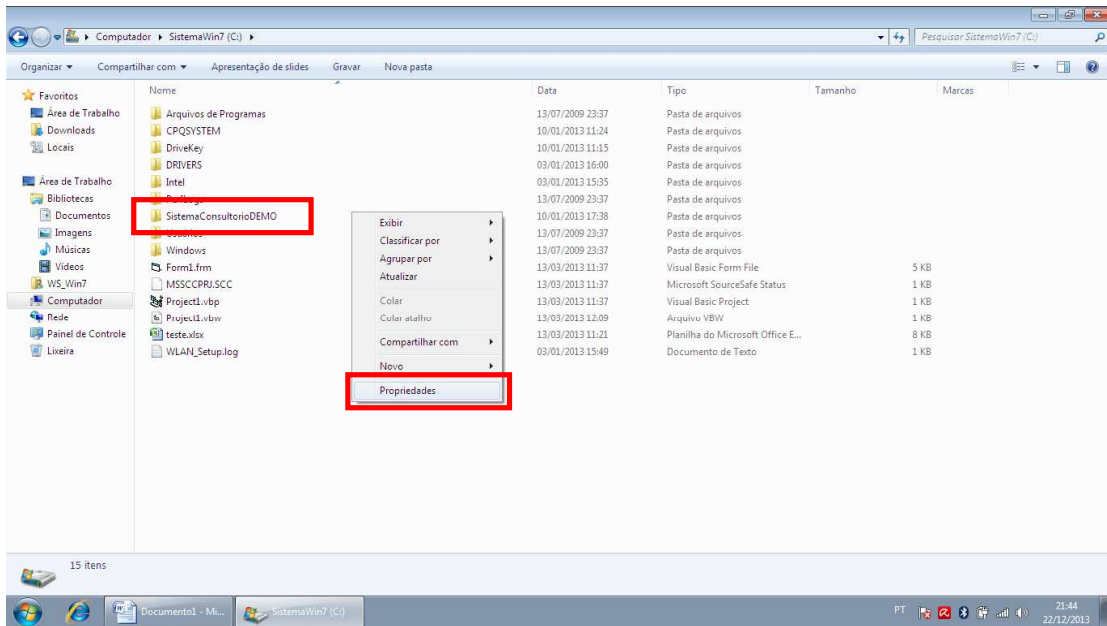 Computador ▸ SistemaWin7 (C:) ▸ Pesquisar SistemaWin7 (C:)
Organizar Compartilhar com Apresentação de slides Gravar Nova pasta
Nome Data Tipo Tamanho Marcas
Favoritos
Área de Trabalho
Downloads
Locais
Área de Trabalho
Bibliotecas
Documentos
Imagens
Músicas
Vídeos
WS_Win7
Computador
Rede
Painel de Controle
Lixeira
Arquivos de Programas 13/07/2009 23:37 Pasta de arquivos
CPQSYSTEM 10/01/2013 11:24 Pasta de arquivos
DriveKey 10/01/2013 11:15 Pasta de arquivos
DRIVERS 03/01/2013 16:00 Pasta de arquivos
Intel 03/01/2013 15:35 Pasta de arquivos
13/07/2009 23:37 Pasta de arquivos
SistemaConsultorioDEMO 10/01/2013 17:38 Pasta de arquivos
Usuários 13/07/2009 23:37 Pasta de arquivos
Windows 13/07/2009 23:37 Pasta de arquivos
Form1.frm 13/03/2013 11:37 Visual Basic Form File 5 KB
MSSCCPRJ.SCC 13/03/2013 11:37 Microsoft SourceSafe Status 1 KB
Project1.vbp 13/03/2013 11:37 Visual Basic Project 1 KB
Project1.vbw 13/03/2013 12:09 Arquivo VBW 1 KB
teste.xlsx 13/03/2013 11:21 Planilha do Microsoft Office E... 8 KB
WLAN_Setup.log 03/01/2013 15:49 Documento de Texto 1 KB
Exibir
Classificar por
Agrupar por
Atualizar
Colar
Colar atalho
Compartilhar com
Novo
Propriedades
15 itens
Documento1 - Mi... SistemaWin7 (C:) PT 21:44
22/12/2013